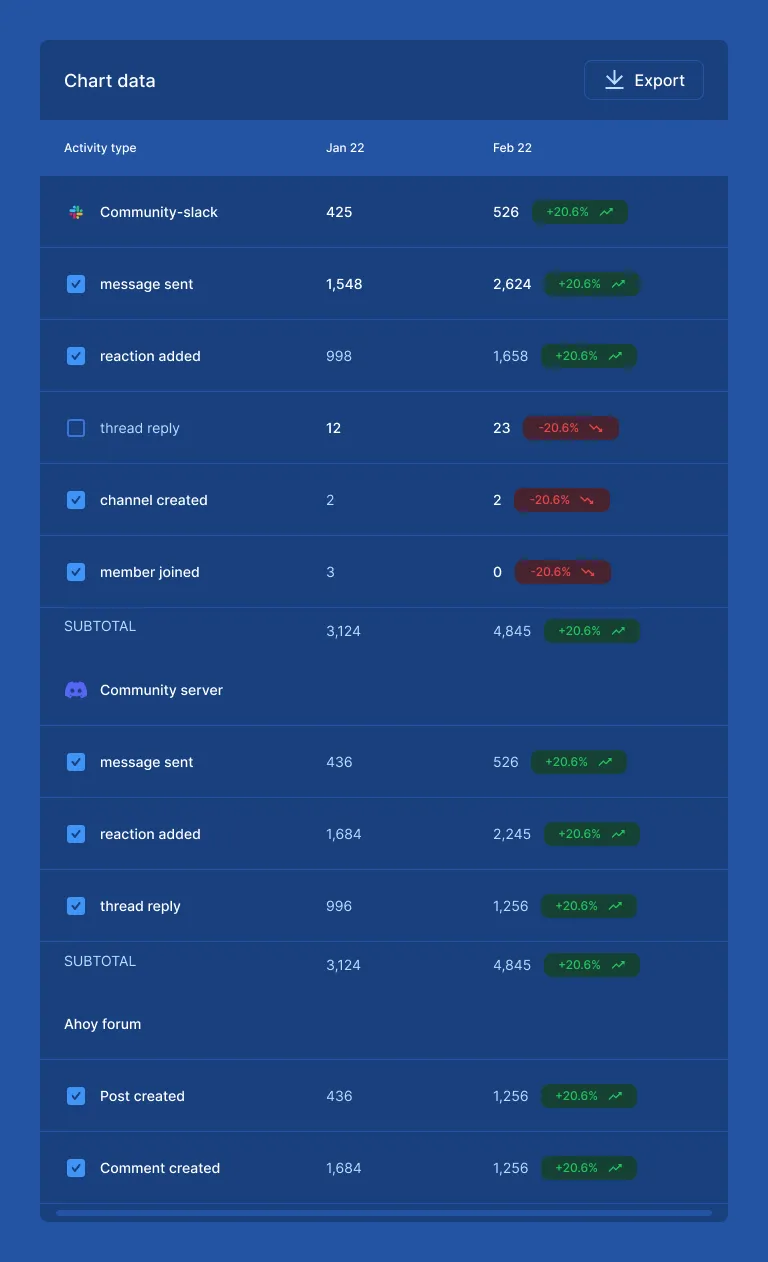 Chart data
Export
Activity type Jan 22 Feb 22
Community-slack 425 526 +20.6%
message sent 1,548 2,624 +20.6%
reaction added 998 1,658 +20.6%
thread reply 12 23 -20.6%
channel created 2 2 -20.6%
member joined 3 0 -20.6%
SUBTOTAL 3,124 4,845 +20.6%
Community server
message sent 436 526 +20.6%
reaction added 1,684 2,245 +20.6%
thread reply 996 1,256 +20.6%
SUBTOTAL 3,124 4,845 +20.6%
Ahoy forum
Post created 436 1,256 +20.6%
Comment created 1,684 1,256 +20.6%